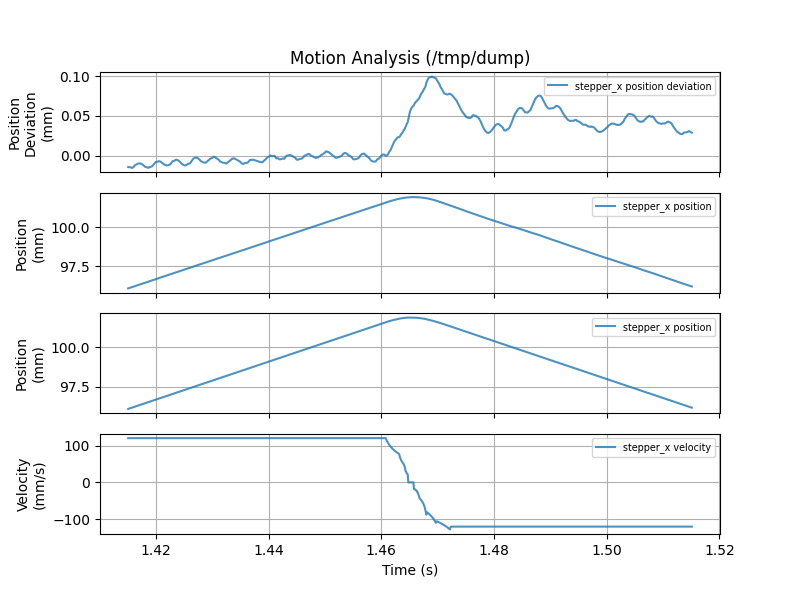 Motion Analysis (/tmp/dump)
Position
Deviation
(mm)
0.10
0.05
0.00
stepper_x position deviation
Position
(mm)
100.0
97.5
stepper_x position
Position
(mm)
100.0
97.5
stepper_x position
Velocity
(mm/s)
100
0
−100
stepper_x velocity
1.42 1.44 1.46 1.48 1.50 1.52
Time (s)